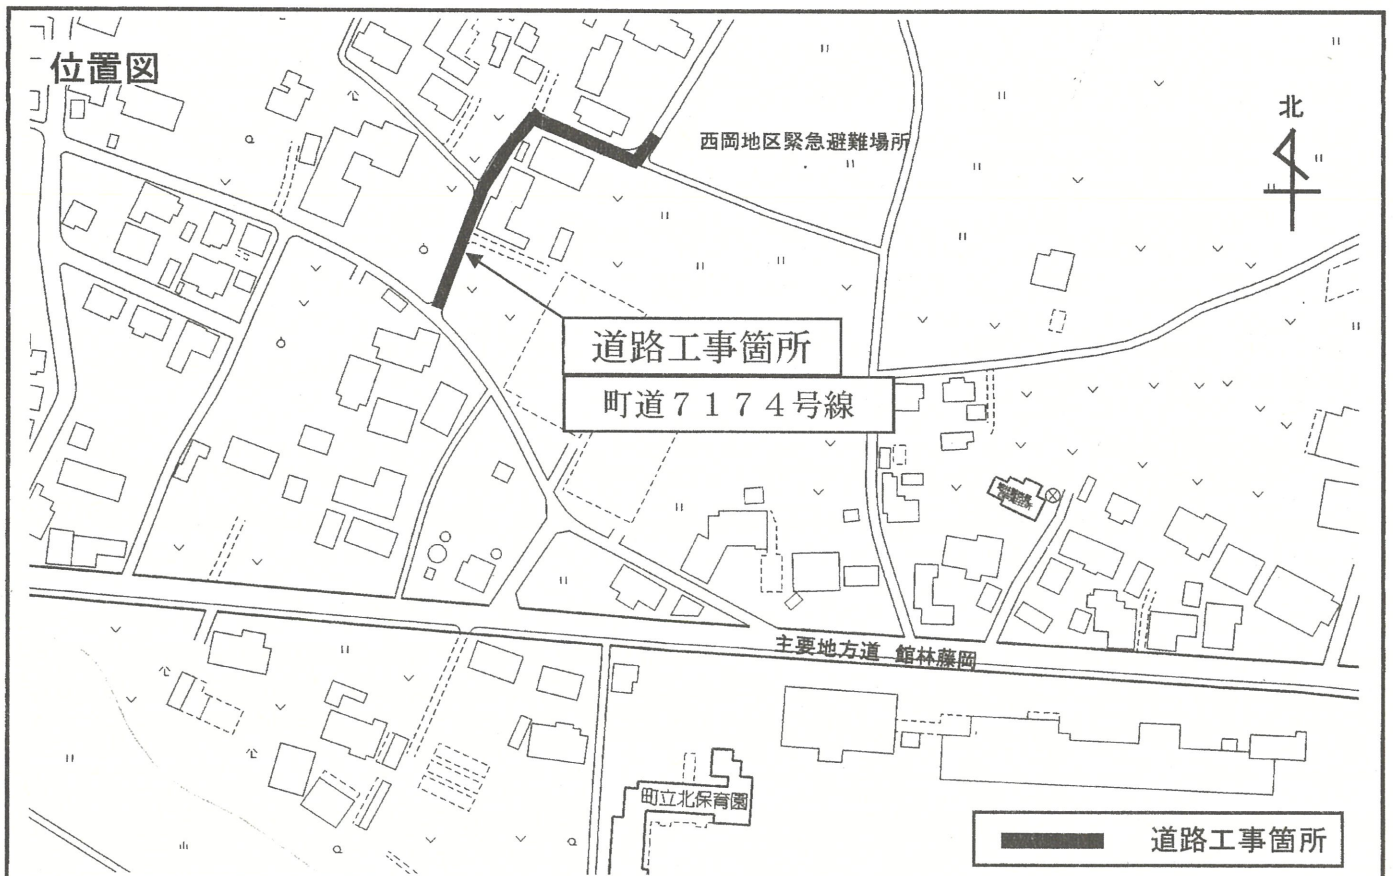 位置図
北
西岡地区緊急避難場所
道路工事箇所
町道7174号線
主要地方道 館林藤岡
町立北保育園
道路工事箇所